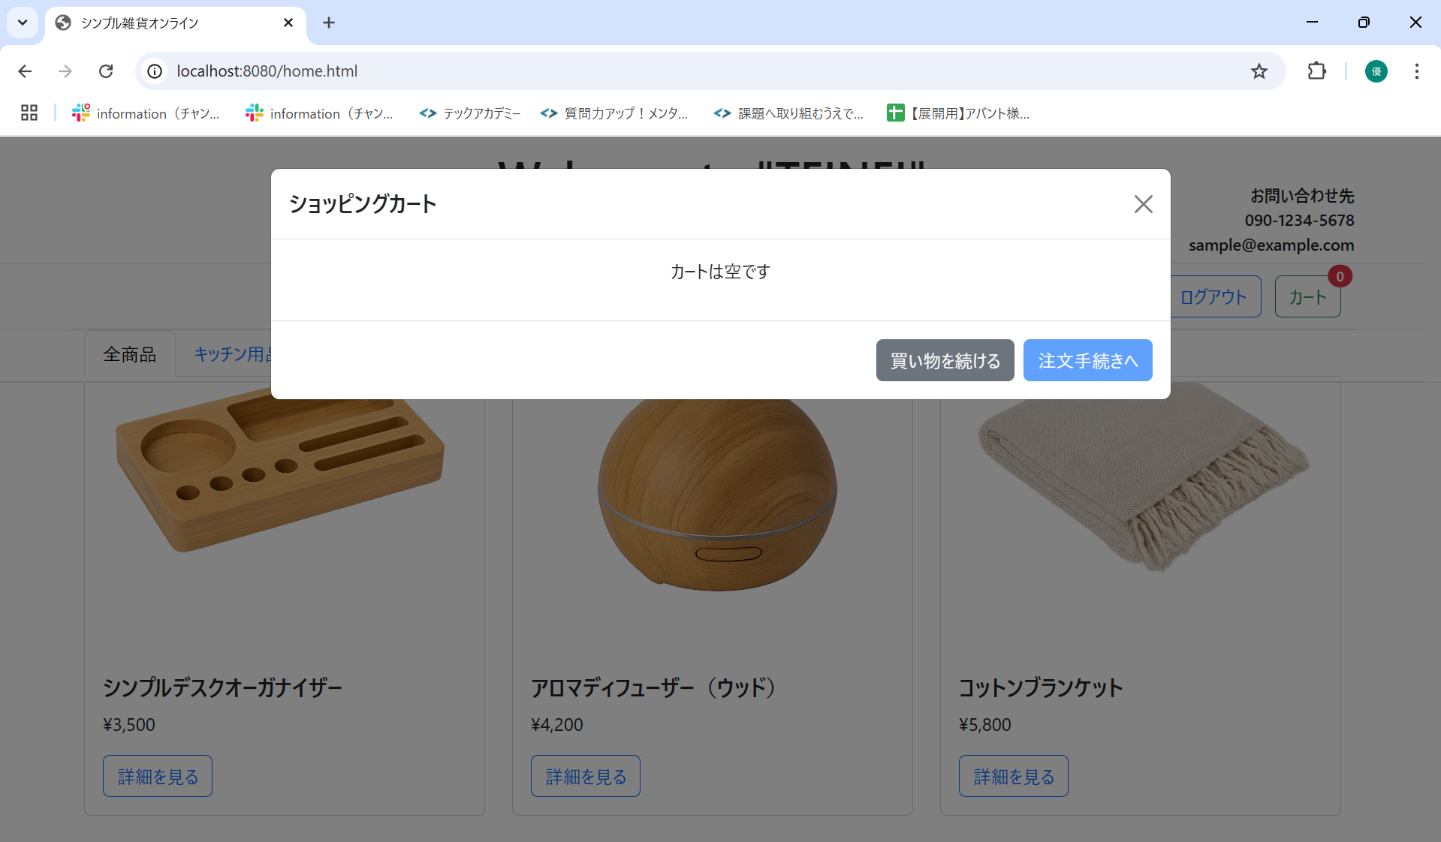 シンプル雑貨オンライン
localhost:8080/home.html
優
information（チャン...
information（チャン...
テックアカデミー
質問力アップ！メンタ...
課題へ取り組むうえで...
【展開用】アバント様...
ショッピングカート
お問い合わせ先
090-1234-5678
sample@example.com
カートは空です
ログアウト
カート
0
全商品
キッチン用
買い物を続ける
注文手続きへ
シンプルデスクオーガナイザー
アロマディフューザー（ウッド）
コットンブランケット
¥3,500
¥4,200
¥5,800
詳細を見る
詳細を見る
詳細を見る